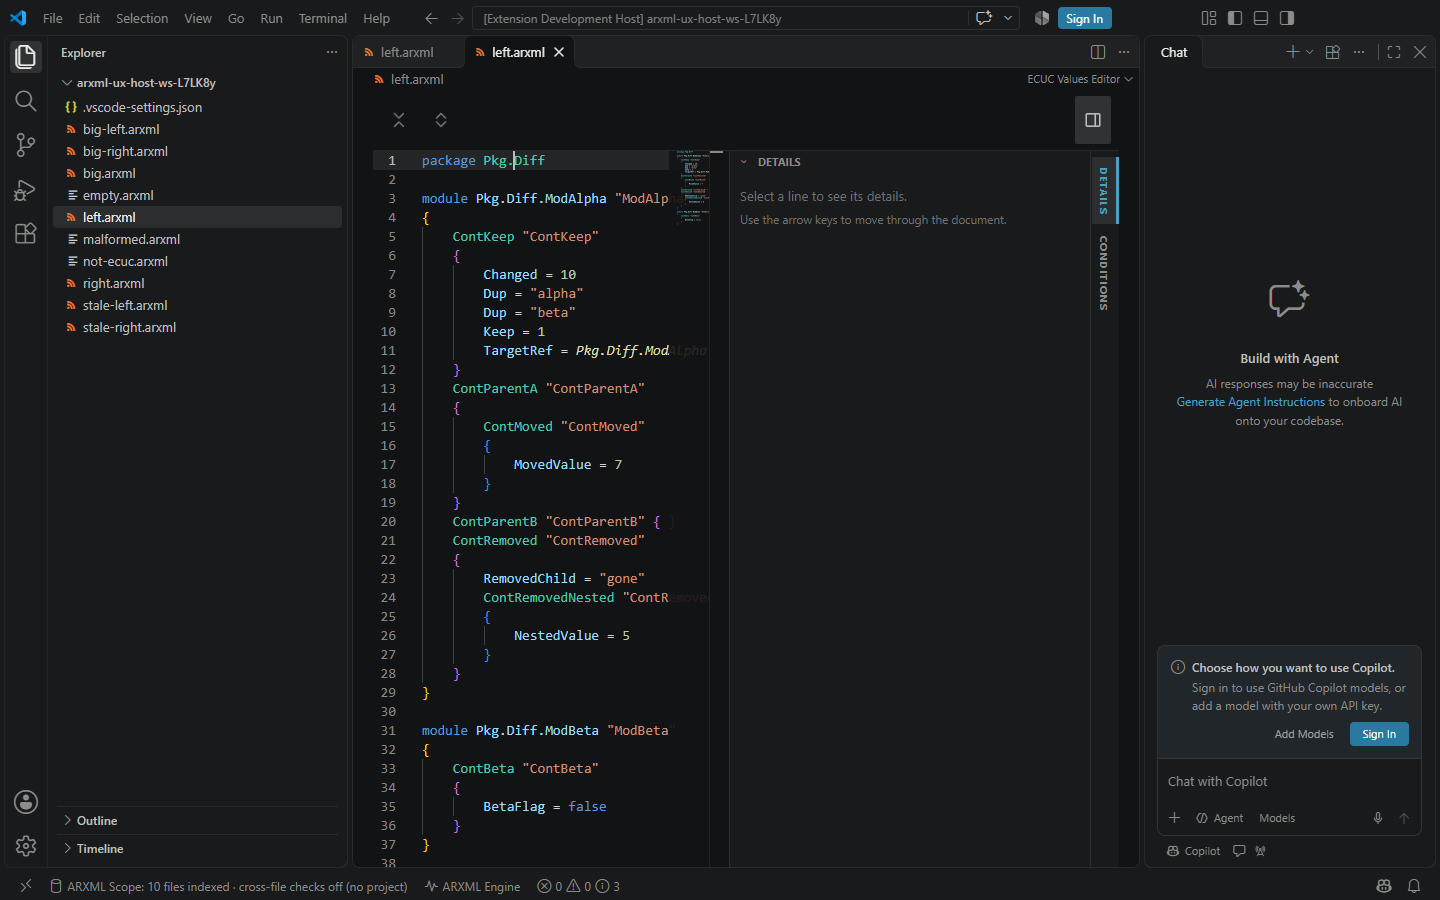 File Edit Selection View Go Run Terminal Help
[Extension Development Host] arxml-ux-host-ws-L7LK8y
Sign In
Explorer
arxml-ux-host-ws-L7LK8y
{} .vscode-settings.json
big-left.arxml
big-right.arxml
big.arxml
empty.arxml
left.arxml
malformed.arxml
not-ecuc.arxml
right.arxml
stale-left.arxml
stale-right.arxml
Outline
Timeline
left.arxml
left.arxml
left.arxml
ECUC Values Editor
1 package Pkg.Diff
2
3 module Pkg.Diff.ModAlpha "ModAlph
4 {
5 ContKeep "ContKeep"
6 {
7 Changed = 10
8 Dup = "alpha"
9 Dup = "beta"
10 Keep = 1
11 TargetRef = Pkg.Diff.ModAlpha
12 }
13 ContParentA "ContParentA"
14 {
15 ContMoved "ContMoved"
16 {
17 MovedValue = 7
18 }
19 }
20 ContParentB "ContParentB" { }
21 ContRemoved "ContRemoved"
22 {
23 RemovedChild = "gone"
24 ContRemovedNested "ContRemoved
25 {
26 NestedValue = 5
27 }
28 }
29 }
30
31 module Pkg.Diff.ModBeta "ModBeta"
32 {
33 ContBeta "ContBeta"
34 {
35 BetaFlag = false
36 }
37 }
38
DETAILS
Select a line to see its details.
Use the arrow keys to move through the document.
DETAILS
CONDITIONS
Chat
Build with Agent
AI responses may be inaccurate
Generate Agent Instructions to onboard AI
onto your codebase.
Choose how you want to use Copilot.
Sign in to use GitHub Copilot models, or
add a model with your own API key.
Add Models Sign In
Chat with Copilot
Agent Models
Copilot
ARXML Scope: 10 files indexed · cross-file checks off (no project) ARXML Engine 0 0 3